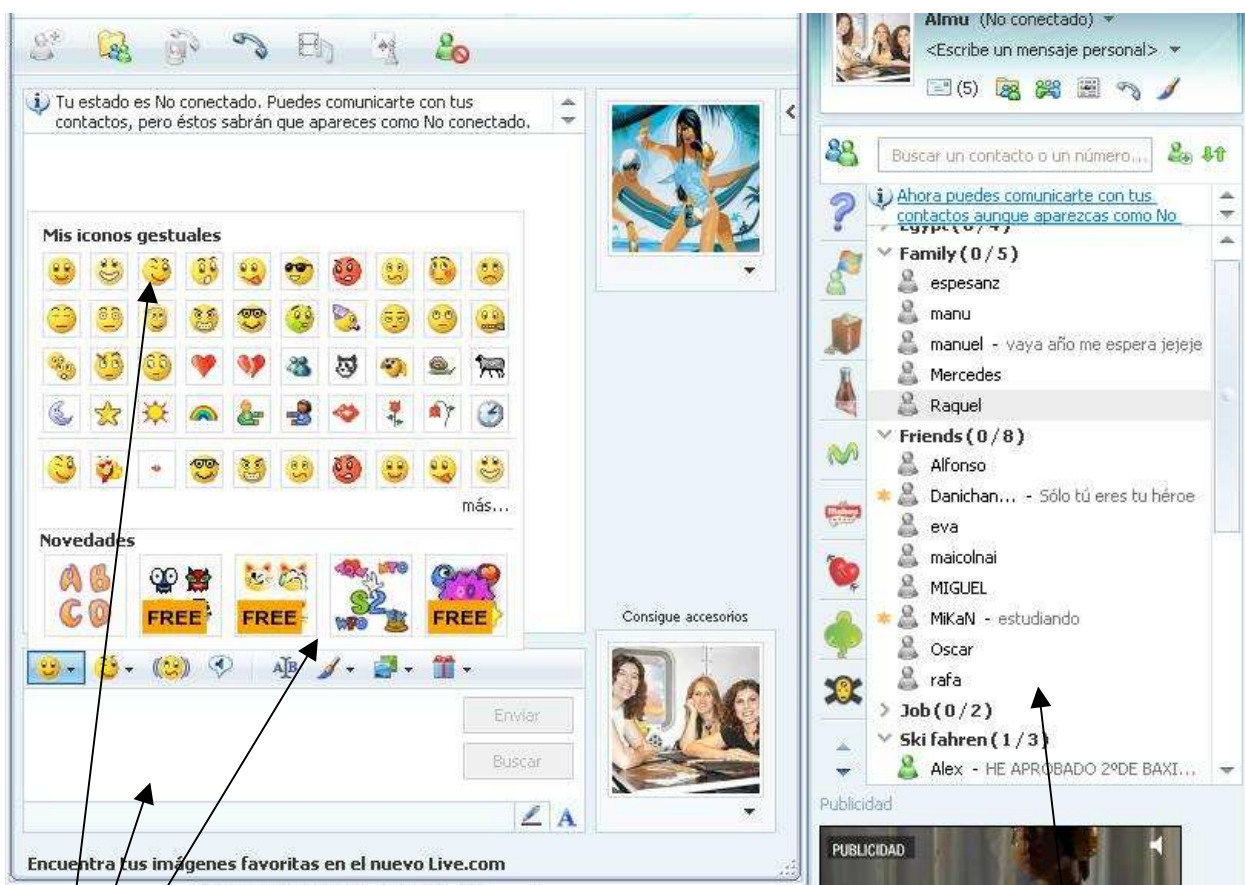 Tu estado es No conectado. Puedes comunicarte con tus
contactos, pero éstos sabrán que apareces como No conectado.
Mis iconos gestuales
más...
Novedades
A B
C O
FREE
FREE
S2
WFO
FREE
Consigue accesorios
Enviar
Buscar
A
Encuentra tus imágenes favoritas en el nuevo Live.com
Almu (No conectado)
<Escribe un mensaje personal>
(5)
Buscar un contacto o un número...
Ahora puedes comunicarte con tus
contactos aunque aparezcas como No
Egypt (0/4)
Family (0/5)
espesanz
manu
manuel - vaya año me espera jejeje
Mercedes
Raquel
Friends (0/8)
Alfonso
Danichan... - Sólo tú eres tu héroe
eva
maicolnai
MIGUEL
MiKaN - estudiando
Oscar
rafa
Job (0/2)
Ski fahren (1/3)
Alex - HE APROBADO 2ºDE BAXI...
Publicidad
PUBLICIDAD